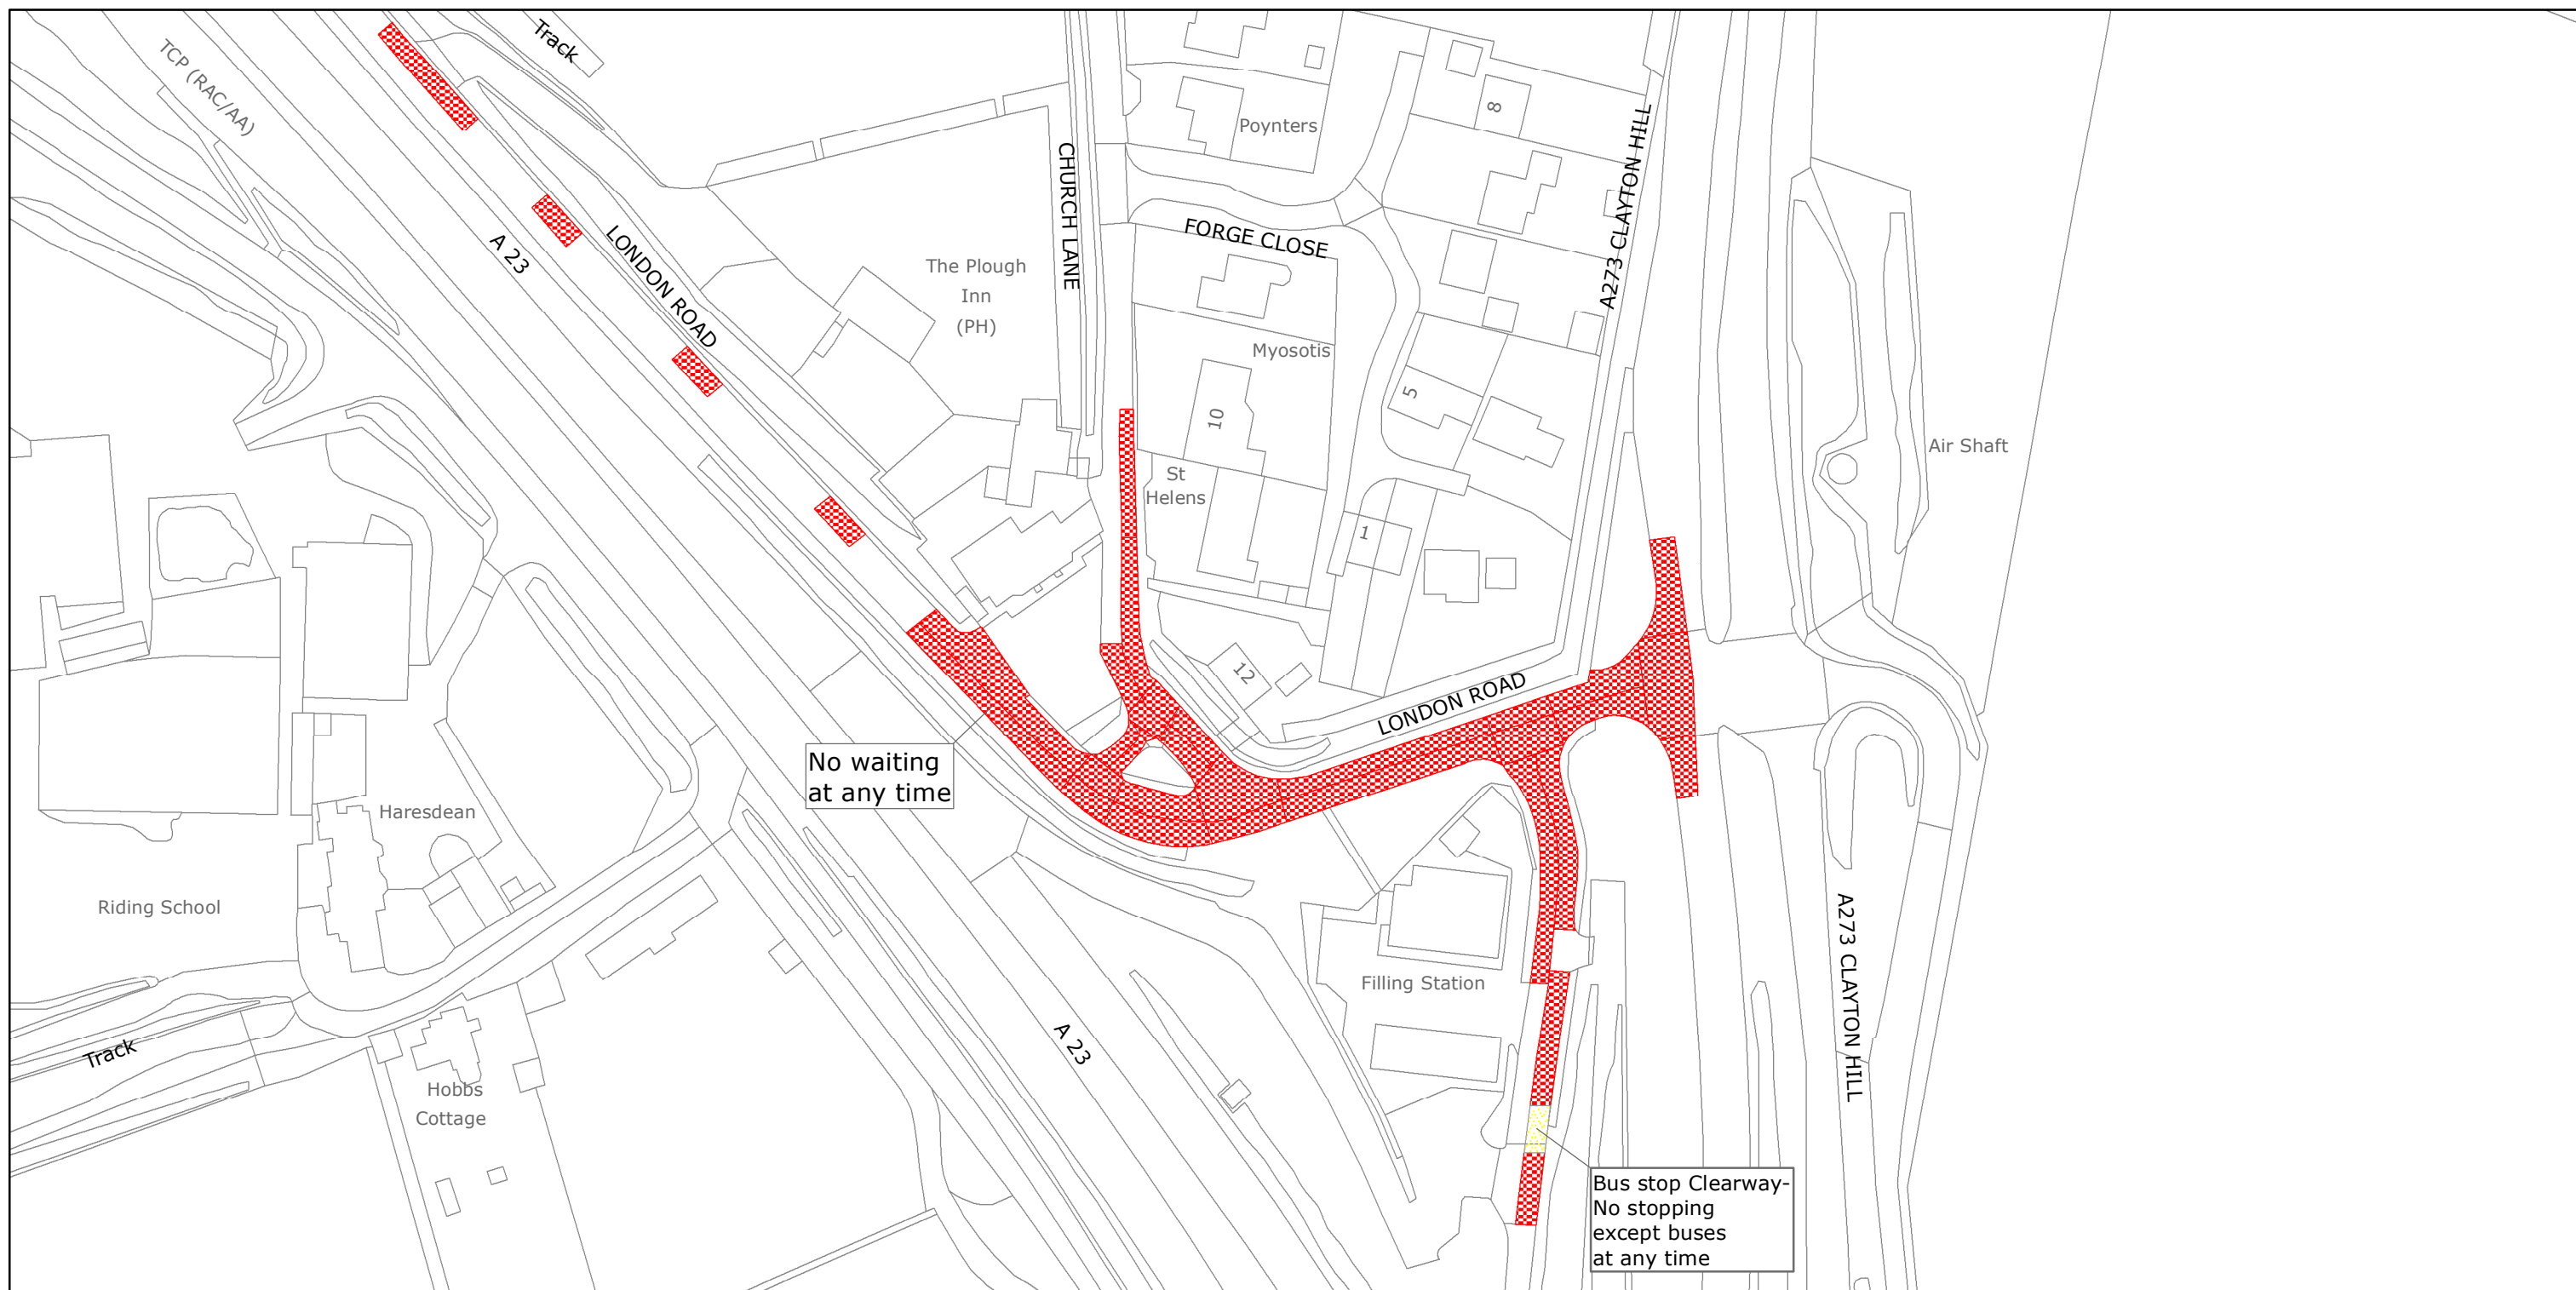 Track
TCP (RAC/AA)
Poynters
8
CHURCH LANE
A273 CLAYTON HILL
FORGE CLOSE
A 23
LONDON ROAD
The Plough
Inn
(PH)
Myosotis
5
10
Air Shaft
St
Helens
1
12
LONDON ROAD
No waiting
at any time
Haresdean
Riding School
A273 CLAYTON HILL
Filling Station
A 23
Track
Hobbs
Cottage
Bus stop Clearway-
No stopping
except buses
at any time